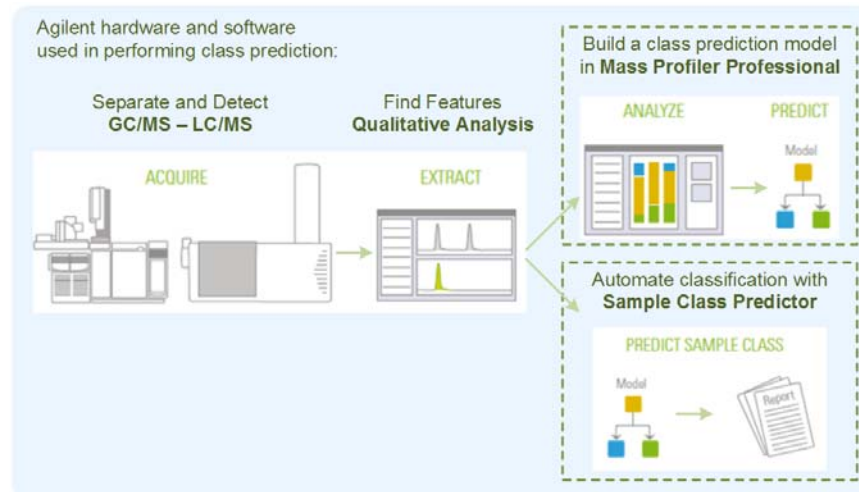 Agilent hardware and software
used in performing class prediction:
Separate and Detect
GC/MS – LC/MS
Find Features
Qualitative Analysis
ACQUIRE
EXTRACT
Build a class prediction model
in Mass Profiler Professional
ANALYZE
PREDICT
Model
Automate classification with
Sample Class Predictor
PREDICT SAMPLE CLASS
Model
Report